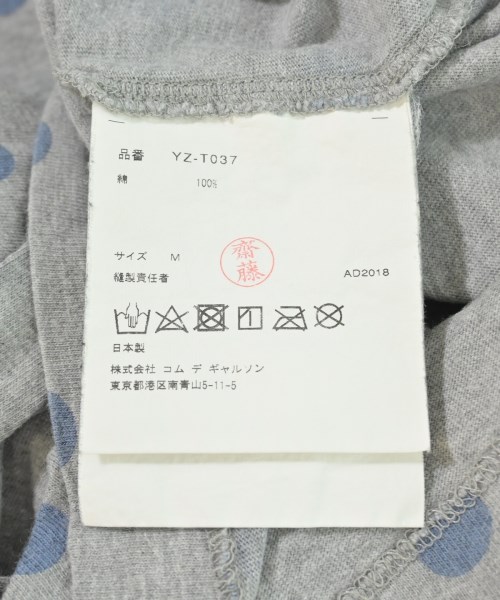 品番 YZ-T037
綿 100%
サイズ M
齋藤
縫製責任者 AD2018
日本製
株式会社 コム デ ギャルソン
東京都港区南青山5-11-5